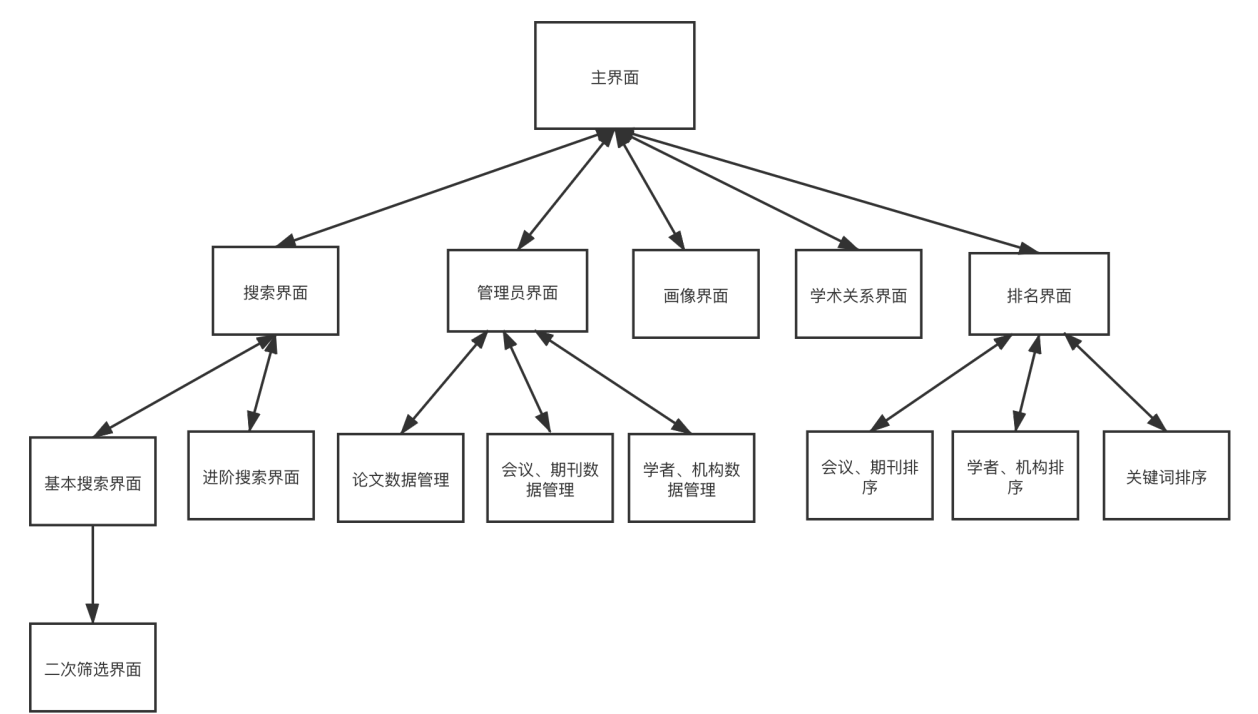 主界面
搜索界面
管理员界面
画像界面
学术关系界面
排名界面
基本搜索界面
进阶搜索界面
论文数据管理
会议、期刊数
据管理
学者、机构数
据管理
会议、期刊排
序
学者、机构排
序
关键词排序
二次筛选界面